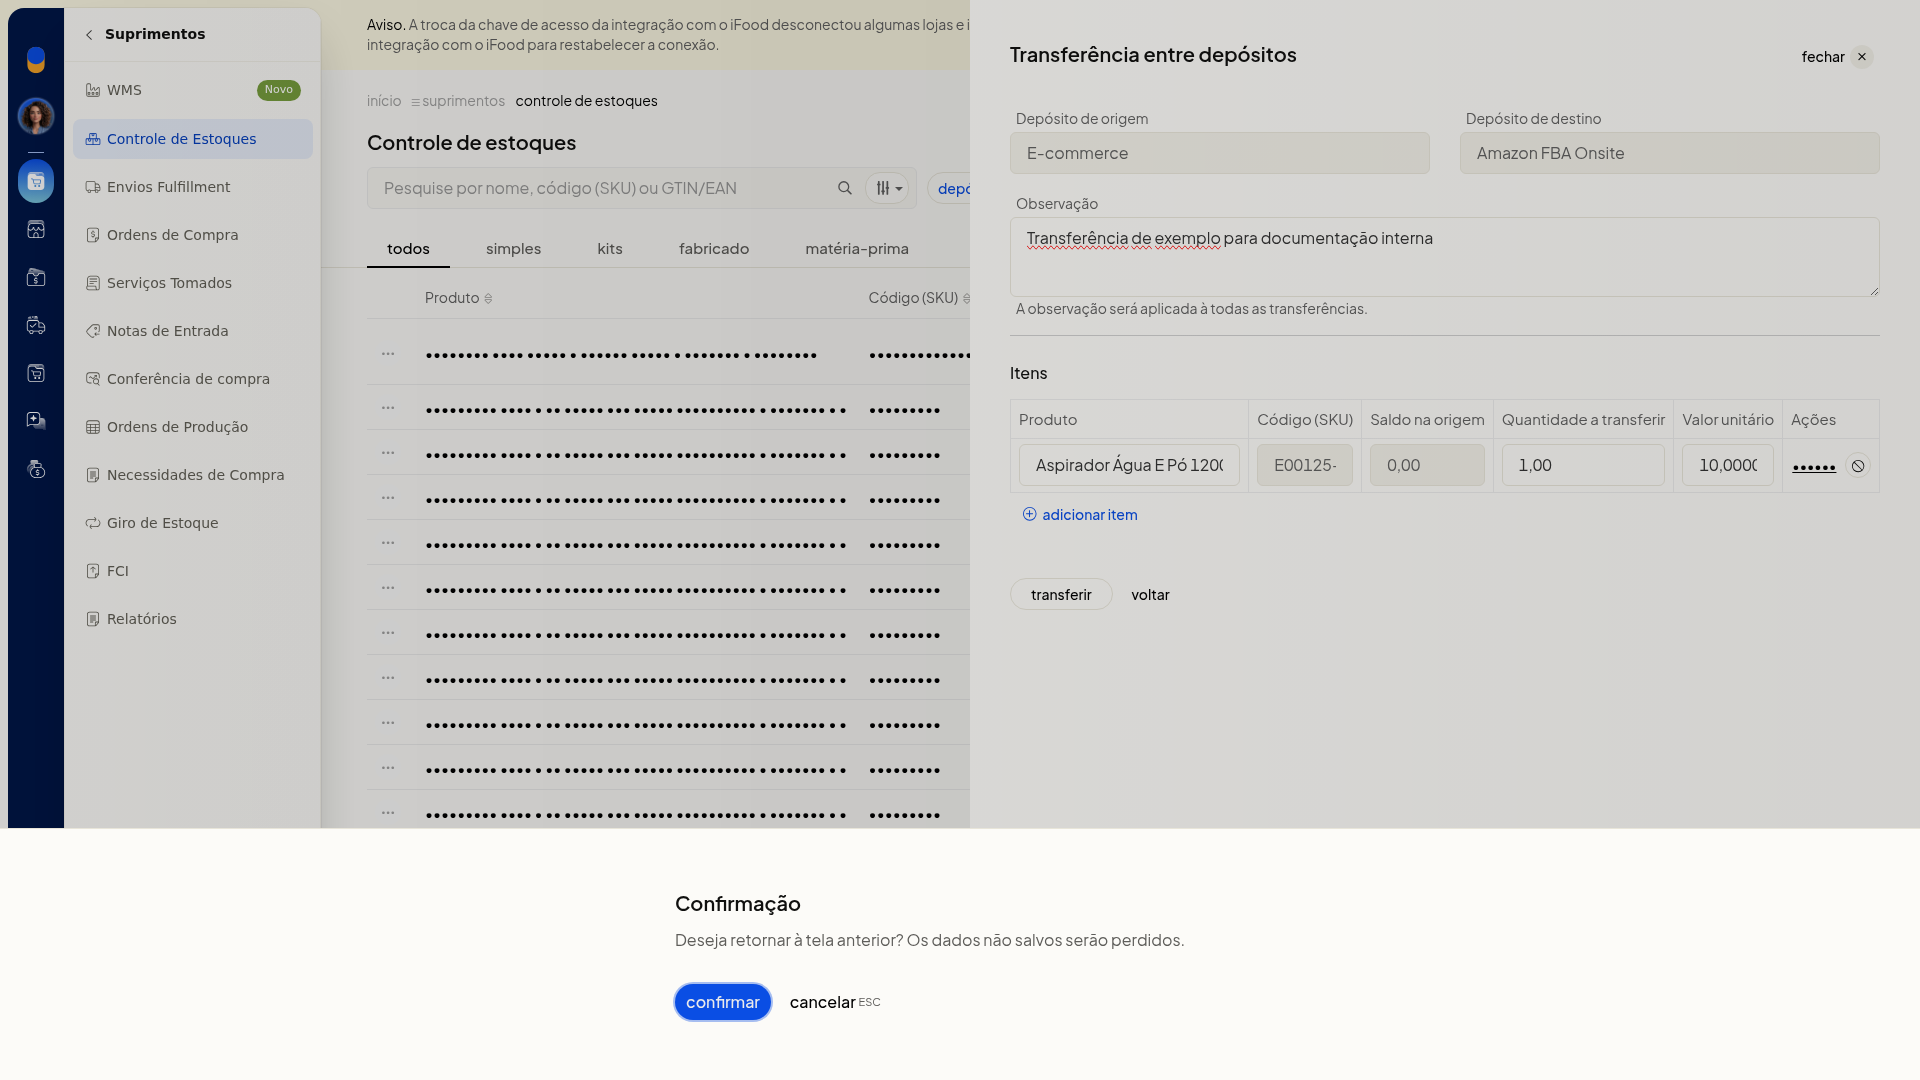 Suprimentos
WMS
Novo
Controle de Estoques
Envios Fulfillment
Ordens de Compra
Serviços Tomados
Notas de Entrada
Conferência de compra
Ordens de Produção
Necessidades de Compra
Giro de Estoque
FCI
Relatórios
Aviso. A troca da chave de acesso da integração com o iFood desconectou algumas lojas e i
integração com o iFood para restabelecer a conexão.
início suprimentos controle de estoques
Controle de estoques
Pesquise por nome, código (SKU) ou GTIN/EAN
depó
todos simples kits fabricado matéria-prima
Produto Código (SKU)
Transferência entre depósitos
fechar
Depósito de origem Depósito de destino
E-commerce Amazon FBA Onsite
Observação
Transferência de exemplo para documentação interna
A observação será aplicada à todas as transferências.
Itens
Produto Código (SKU) Saldo na origem Quantidade a transferir Valor unitário Ações
Aspirador Água E Pó 1200 E00125- 0,00 1,00 10,0000
adicionar item
transferir voltar
Confirmação
Deseja retornar à tela anterior? Os dados não salvos serão perdidos.
confirmar cancelar ESC